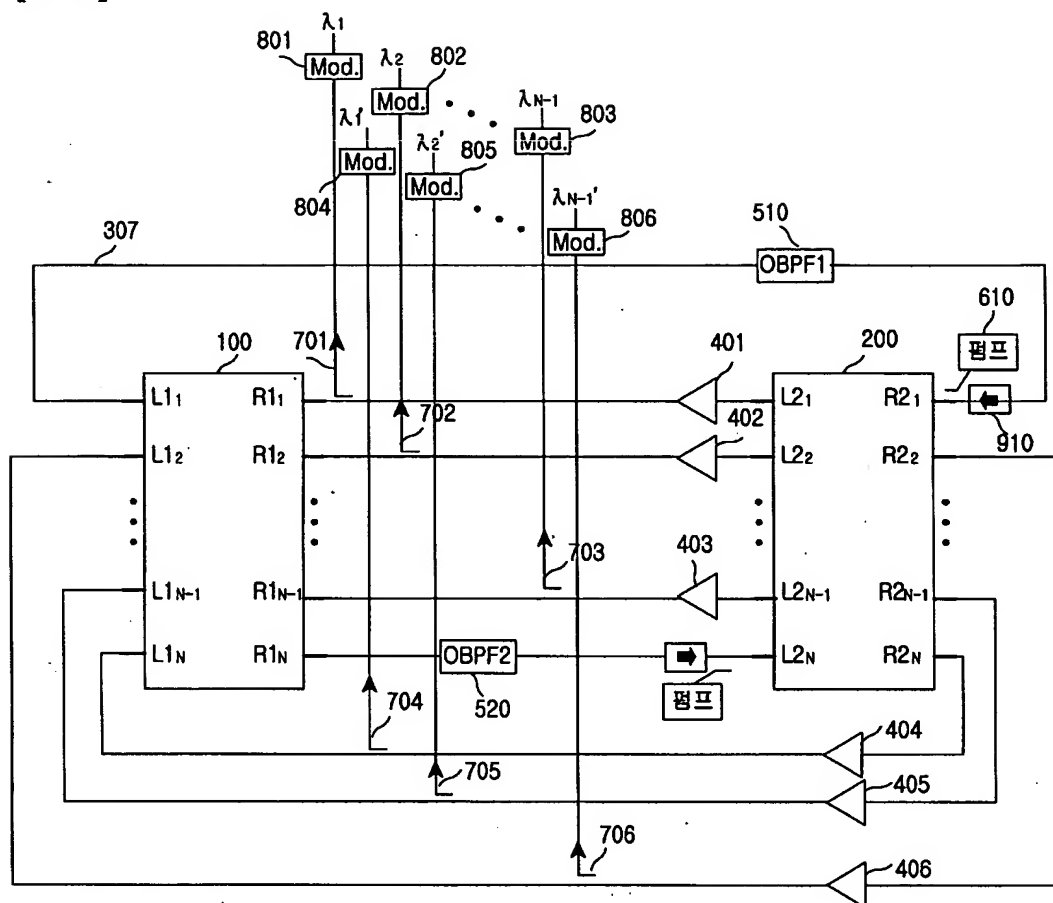 λ1
801
Mod.
λ2
802
Mod.
λN-1
803
Mod.
λ1'
804
Mod.
λ2'
805
Mod.
λN-1'
806
Mod.
307
510
OBPF1
610
펌프
100
200
701
401
910
L11
R11
L21
R21
702
402
L12
R12
L22
R22
703
403
L1N-1
R1N-1
L2N-1
R2N-1
L1N
R1N
OBPF2
520
L2N
R2N
펌프
704
404
705
405
706
406